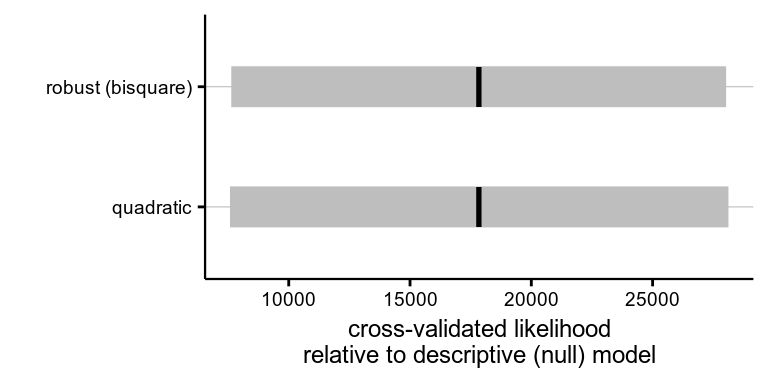 robust (bisquare)
quadratic
10000 15000 20000 25000
cross-validated likelihood
relative to descriptive (null) model